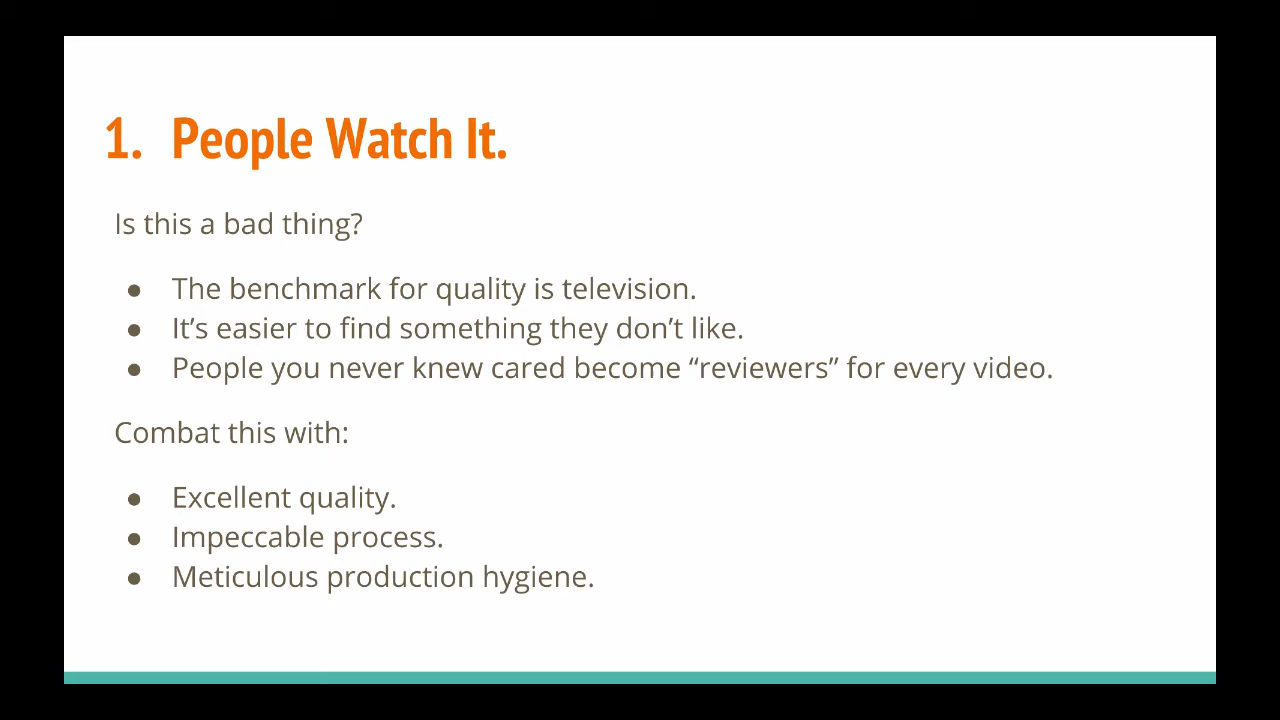 1. People Watch It.
Is this a bad thing?
● The benchmark for quality is television.
● It’s easier to find something they don’t like.
● People you never knew cared become “reviewers” for every video.
Combat this with:
● Excellent quality.
● Impeccable process.
● Meticulous production hygiene.